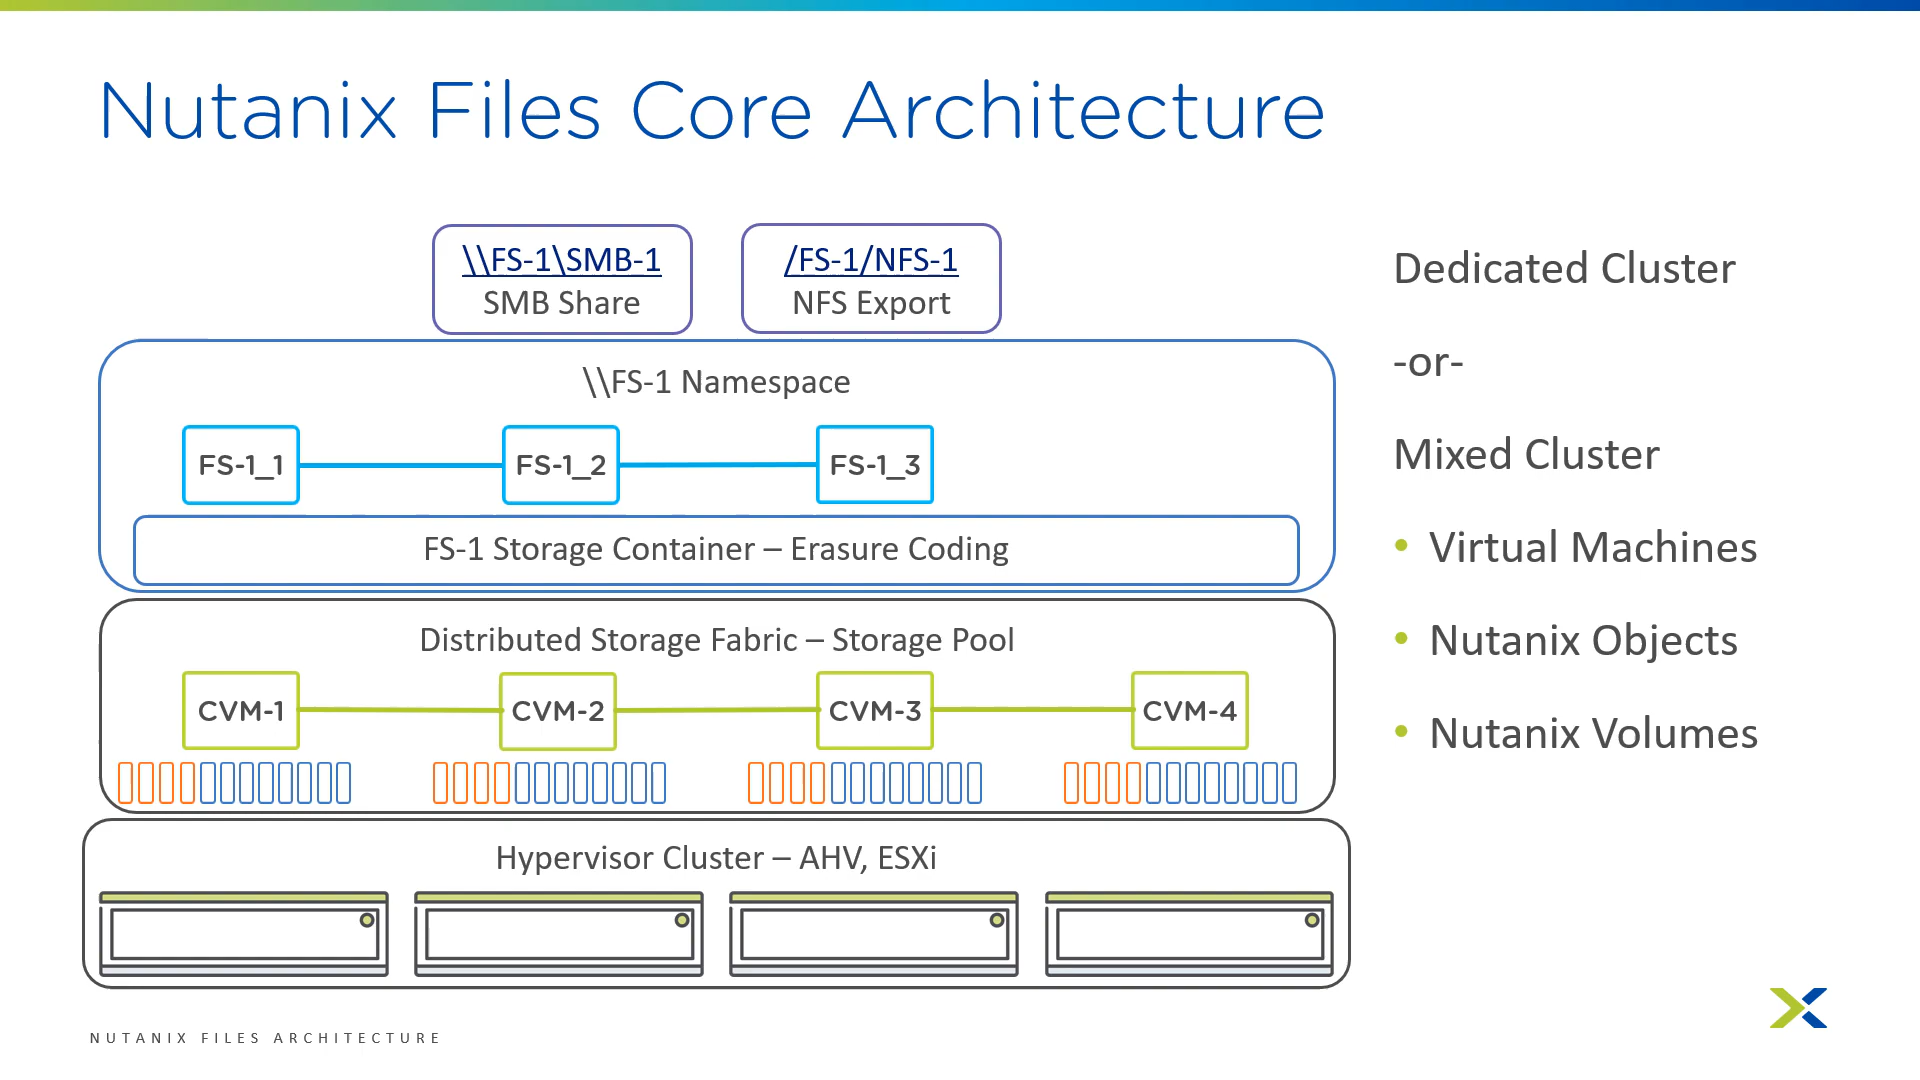 Nutanix Files Core Architecture
\\FS-1\SMB-1
SMB Share
/FS-1/NFS-1
NFS Export
\\FS-1 Namespace
FS-1_1
FS-1_2
FS-1_3
FS-1 Storage Container – Erasure Coding
Distributed Storage Fabric – Storage Pool
CVM-1
CVM-2
CVM-3
CVM-4
Hypervisor Cluster – AHV, ESXi
Dedicated Cluster
-or-
Mixed Cluster
• Virtual Machines
• Nutanix Objects
• Nutanix Volumes
NUTANIX FILES ARCHITECTURE